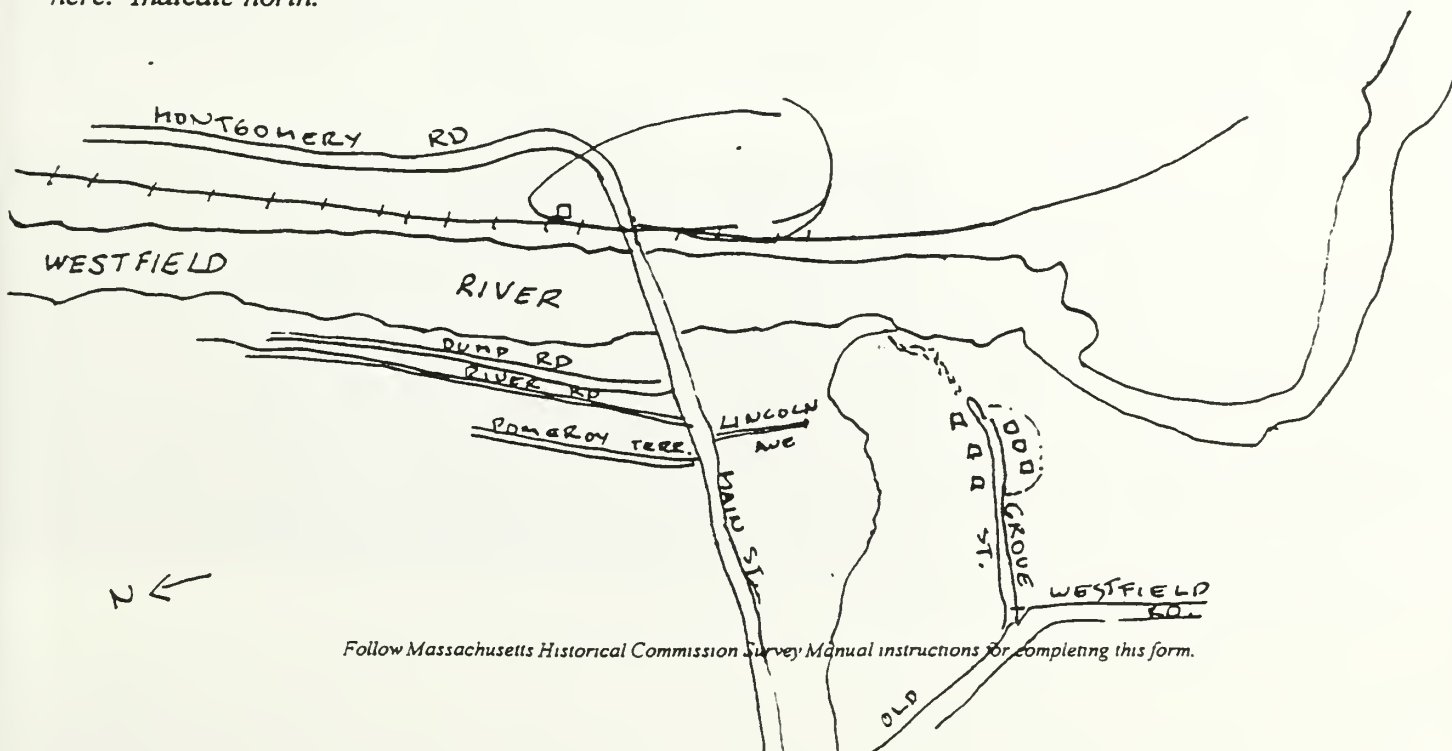 here. Indicate north.
MONTGOMERY RD
WESTFIELD RIVER
DUMP RD
RIVER RD
LINCOLN AVE
POMEROY TERR.
MAIN ST.
GROVE ST.
N
WESTFIELD RD.
Follow Massachusetts Historical Commission Survey Manual instructions for completing this form.
OLD